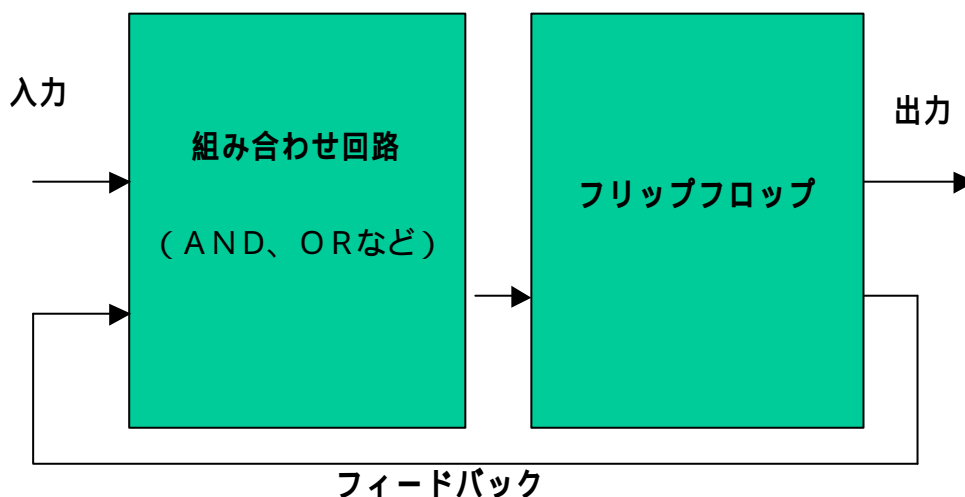 入力
組み合わせ回路
（ＡＮＤ、ＯＲなど）
フリップフロップ
出力
フィードバック